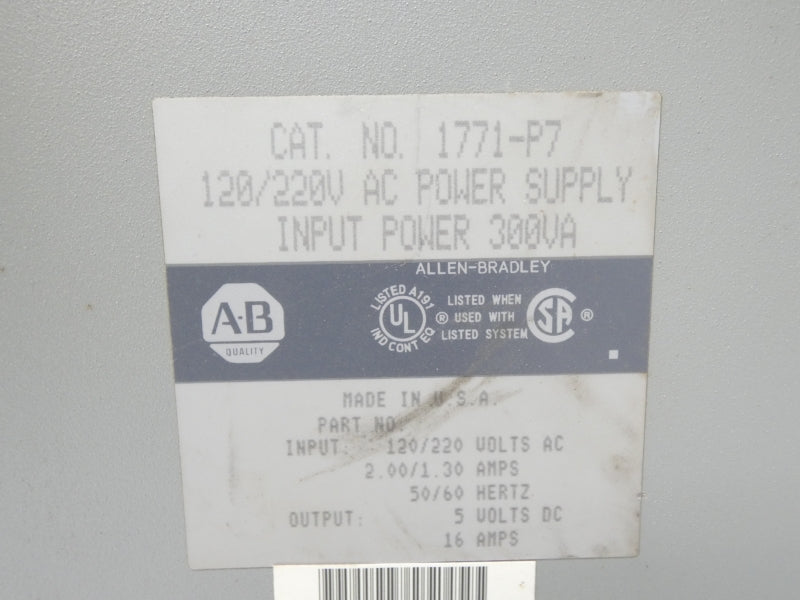 CAT. NO. 1771-P7
120/220V AC POWER SUPPLY
INPUT POWER 300VA
ALLEN-BRADLEY
A-B
QUALITY
LISTED A191
UL
IND CONT EQ
®
LISTED WHEN
USED WITH
LISTED SYSTEM
SA
®
MADE IN U.S.A.
PART NO.
INPUT: 120/220 VOLTS AC
2.00/1.30 AMPS
50/60 HERTZ
OUTPUT: 5 VOLTS DC
16 AMPS